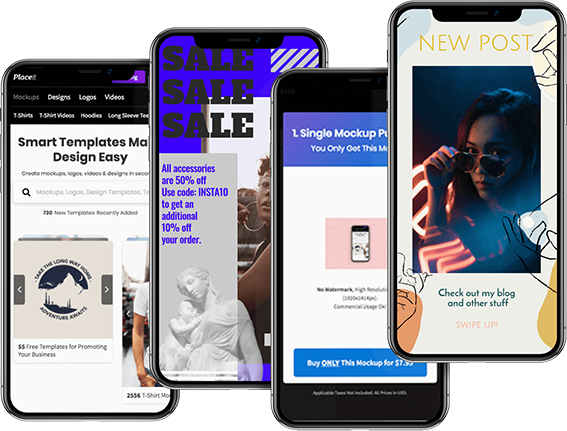 Placeit
Mockups Designs Logos Videos
T-Shirts T-Shirt Videos Hoodies Long Sleeve Tee
Smart Templates Ma
Design Easy
Create mockups, logos, videos & designs in secon
Mockups, Logos, Design Templates, Te
730 New Templates Recently Added
TAKE THE LONG WAY HOME
ADVENTURE AWAITS
55 Free Templates for Promoting
Your Business
2556 T-Shirt Mo
SALE
SALE
SALE
All accessories
are 50% off
Use code: INSTA10
to get an
additional
10% off
your order.
1. Single Mockup Pu
You Only Get This Mo
No Watermark, High Resolutio
(1920x1414px).
Commercial Usage Ok!
Buy ONLY This Mockup for $7.95
Applicable Taxes Not Included. All Prices in USD.
NEW POST
Check out my blog
and other stuff
SWIPE UP!